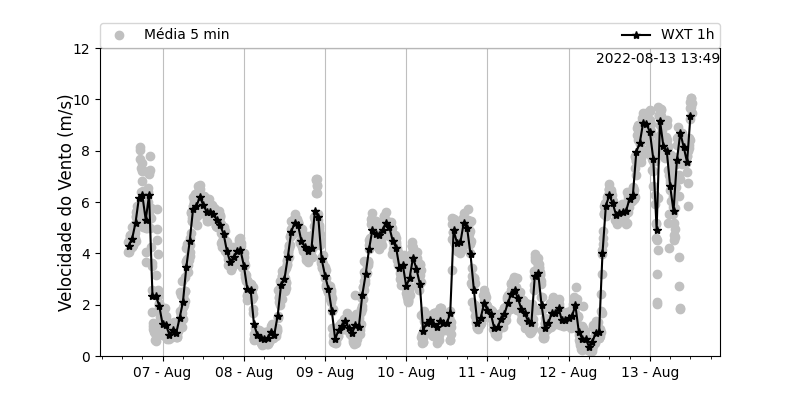 Média 5 min
WXT 1h
2022-08-13 13:49
Velocidade do Vento (m/s)
12
10
8
6
4
2
0
07 - Aug
08 - Aug
09 - Aug
10 - Aug
11 - Aug
12 - Aug
13 - Aug